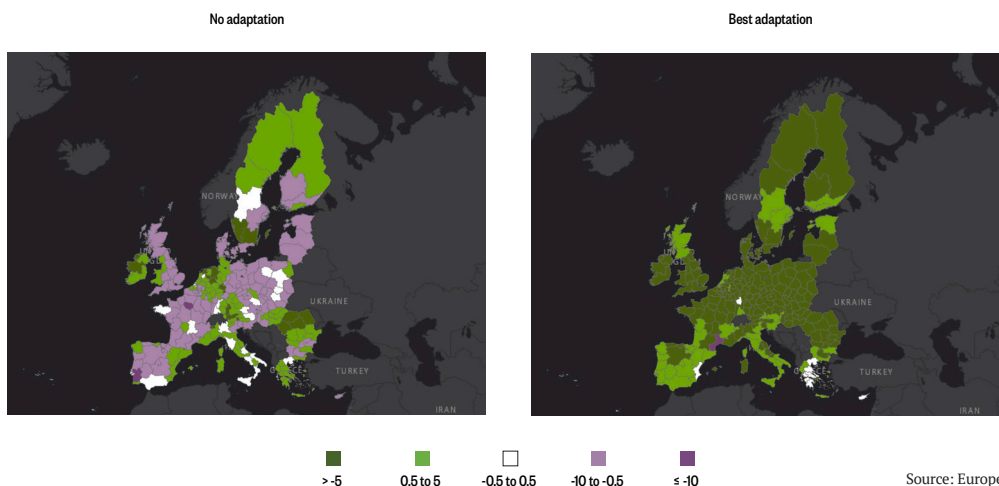 No adaptation
Best adaptation
NORWAY
UKRAINE
TURKEY
IRAN
NORWAY
UKRAINE
TURKEY
IRAN
> -5
0.5 to 5
-0.5 to 0.5
-10 to -0.5
≤ -10
Source: Europe